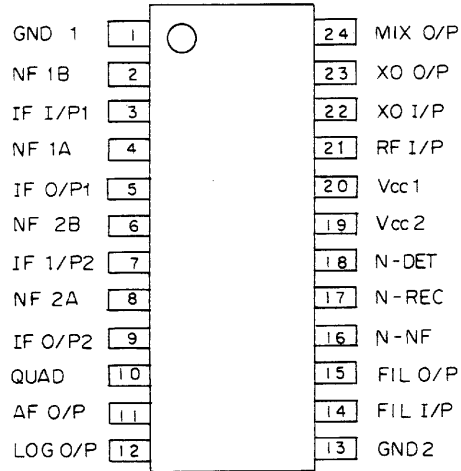 GND 1 1 24 MIX O/P
NF 1B 2 23 XO O/P
IF I/P1 3 22 XO I/P
NF 1A 4 21 RF I/P
IF O/P1 5 20 Vcc 1
NF 2B 6 19 Vcc 2
IF 1/P2 7 18 N-DET
NF 2A 8 17 N-REC
IF O/P2 9 16 N-NF
QUAD 10 15 FIL O/P
AF O/P 11 14 FIL I/P
LOG O/P 12 13 GND2